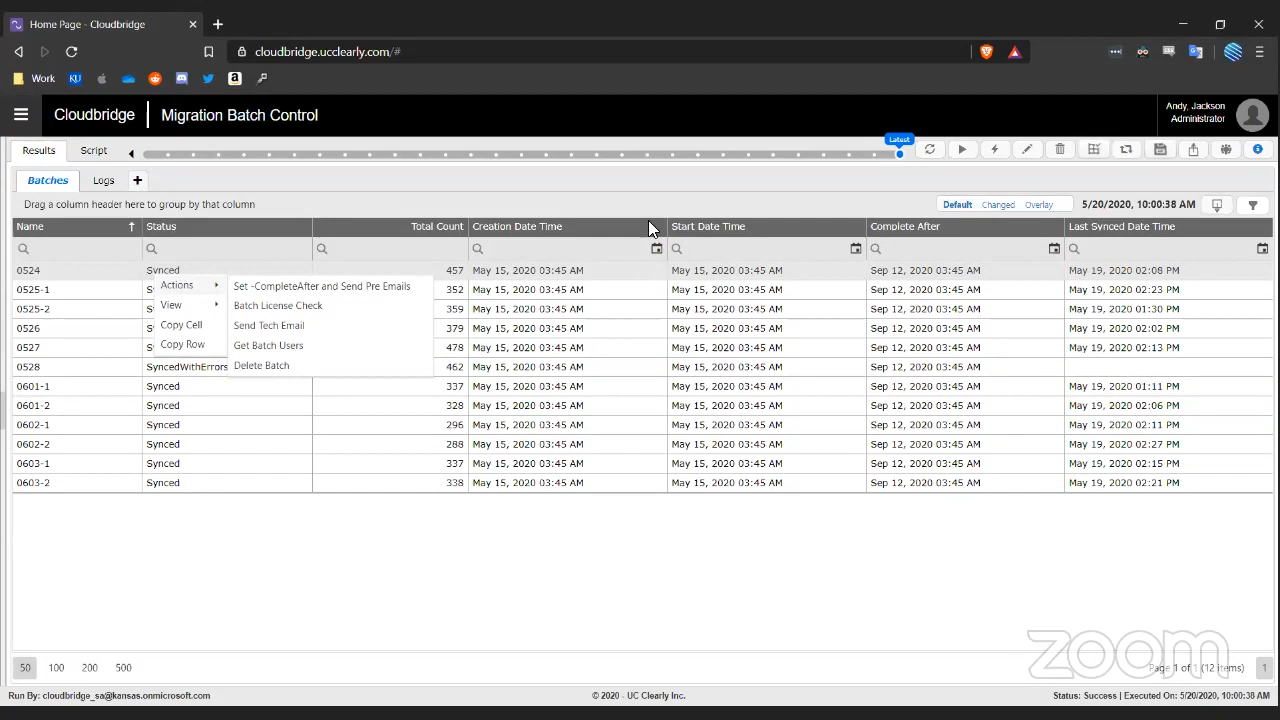 Home Page - Cloudbridge
cloudbridge.ucclearly.com/#
Work KU
Cloudbridge Migration Batch Control
Andy, Jackson
Administrator
Results Script Latest
Batches Logs +
Drag a column header here to group by that column Default Changed Overlay 5/20/2020, 10:00:38 AM
Name Status Total Count Creation Date Time Start Date Time Complete After Last Synced Date Time
0524 Synced 457 May 15, 2020 03:45 AM May 15, 2020 03:45 AM Sep 12, 2020 03:45 AM May 19, 2020 02:08 PM
Actions Set -CompleteAfter and Send Pre Emails
0525-1 352 May 15, 2020 03:45 AM May 15, 2020 03:45 AM Sep 12, 2020 03:45 AM May 19, 2020 02:23 PM
View Batch License Check
0525-2 359 May 15, 2020 03:45 AM May 15, 2020 03:45 AM Sep 12, 2020 03:45 AM May 19, 2020 01:30 PM
Copy Cell Send Tech Email
0526 379 May 15, 2020 03:45 AM May 15, 2020 03:45 AM Sep 12, 2020 03:45 AM May 19, 2020 02:02 PM
Copy Row Get Batch Users
0527 478 May 15, 2020 03:45 AM May 15, 2020 03:45 AM Sep 12, 2020 03:45 AM May 19, 2020 02:13 PM
Delete Batch
0528 SyncedWithErrors 462 May 15, 2020 03:45 AM May 15, 2020 03:45 AM Sep 12, 2020 03:45 AM
0601-1 Synced 337 May 15, 2020 03:45 AM May 15, 2020 03:45 AM Sep 12, 2020 03:45 AM May 19, 2020 01:11 PM
0601-2 Synced 328 May 15, 2020 03:45 AM May 15, 2020 03:45 AM Sep 12, 2020 03:45 AM May 19, 2020 02:06 PM
0602-1 Synced 296 May 15, 2020 03:45 AM May 15, 2020 03:45 AM Sep 12, 2020 03:45 AM May 19, 2020 02:11 PM
0602-2 Synced 288 May 15, 2020 03:45 AM May 15, 2020 03:45 AM Sep 12, 2020 03:45 AM May 19, 2020 02:27 PM
0603-1 Synced 337 May 15, 2020 03:45 AM May 15, 2020 03:45 AM Sep 12, 2020 03:45 AM May 19, 2020 02:15 PM
0603-2 Synced 338 May 15, 2020 03:45 AM May 15, 2020 03:45 AM Sep 12, 2020 03:45 AM May 19, 2020 02:21 PM
zoom
50 100 200 500 Page 1 of 1 (12 items) 1
Run By: cloudbridge_sa@kansas.onmicrosoft.com © 2020 - UC Clearly Inc. Status: Success | Executed On: 5/20/2020, 10:00:38 AM